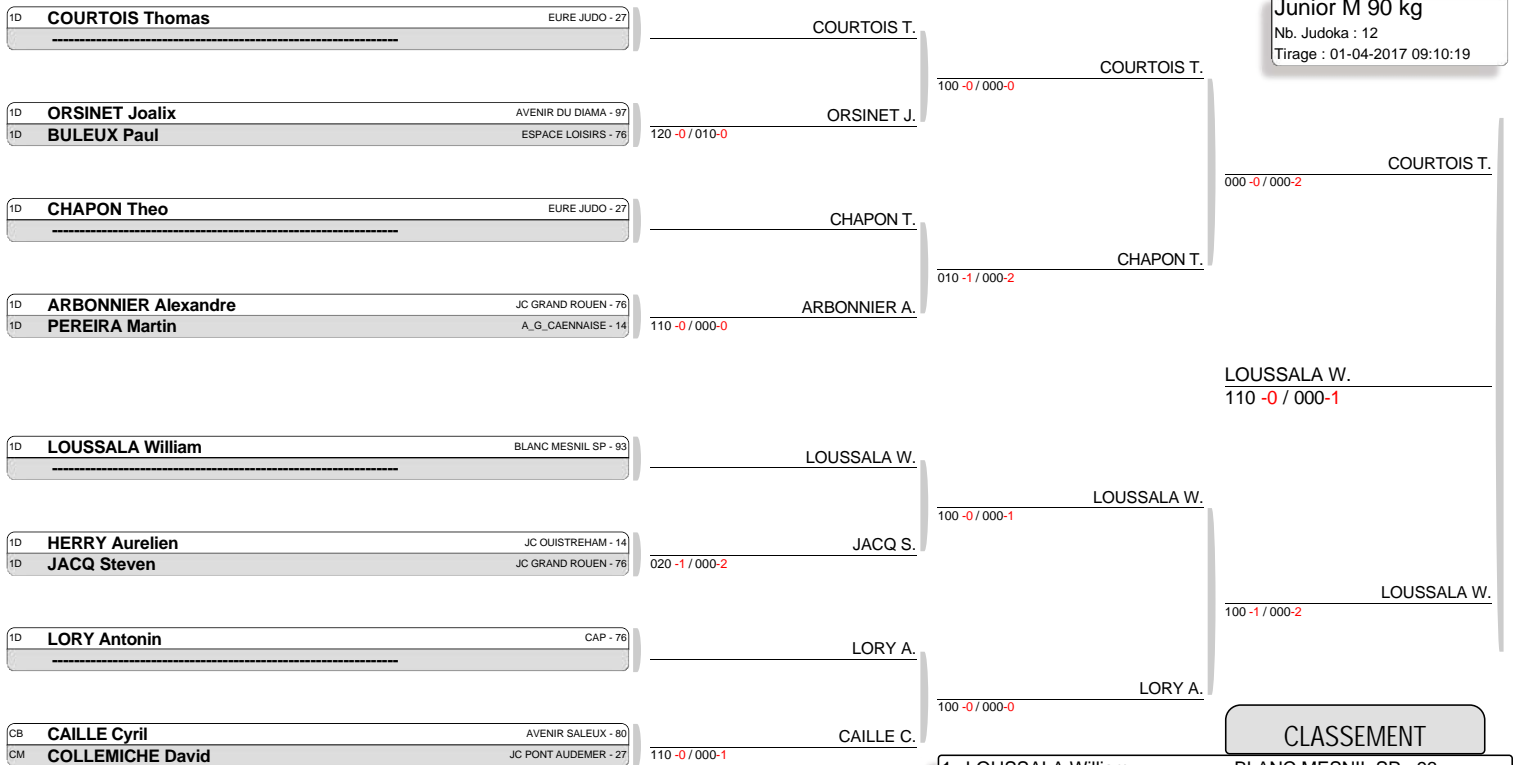 Junior M 90 kg
Nb. Judoka : 12
Tirage : 01-04-2017 09:10:19
1D COURTOIS Thomas EURE JUDO - 27
------------------------------------------------------------------
1D ORSINET Joalix AVENIR DU DIAMA - 97
1D BULEUX Paul ESPACE LOISIRS - 76
1D CHAPON Theo EURE JUDO - 27
------------------------------------------------------------------
1D ARBONNIER Alexandre JC GRAND ROUEN - 76
1D PEREIRA Martin A_G_CAENNAISE - 14
1D LOUSSALA William BLANC MESNIL SP - 93
------------------------------------------------------------------
1D HERRY Aurelien JC OUISTREHAM - 14
1D JACQ Steven JC GRAND ROUEN - 76
1D LORY Antonin CAP - 76
------------------------------------------------------------------
CB CAILLE Cyril AVENIR SALEUX - 80
CM COLLEMICHE David JC PONT AUDEMER - 27
COURTOIS T.
ORSINET J.
120 -0 / 010-0
CHAPON T.
ARBONNIER A.
110 -0 / 000-0
LOUSSALA W.
JACQ S.
020 -1 / 000-2
LORY A.
CAILLE C.
110 -0 / 000-1
COURTOIS T.
100 -0 / 000-0
CHAPON T.
010 -1 / 000-2
LOUSSALA W.
100 -0 / 000-1
LORY A.
100 -0 / 000-0
COURTOIS T.
000 -0 / 000-2
LOUSSALA W.
110 -0 / 000-1
LOUSSALA W.
100 -1 / 000-2
CLASSEMENT